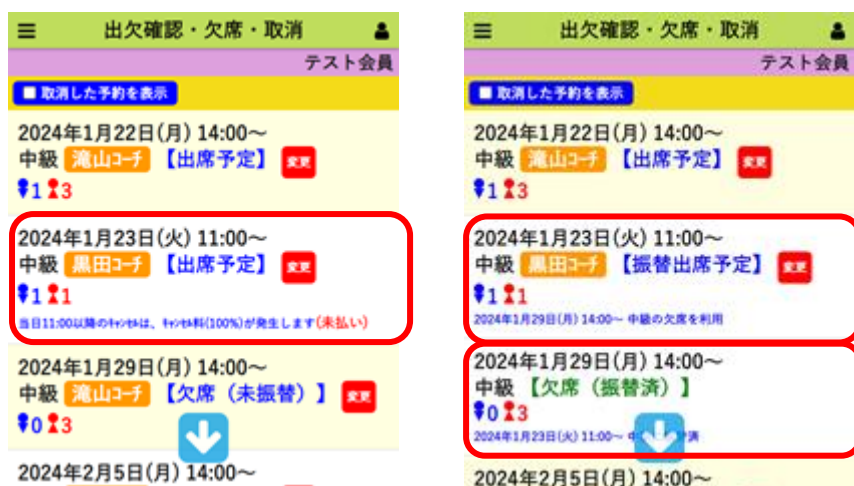 出欠確認・欠席・取消
テスト会員
取消した予約を表示
2024年1月22日(月) 14:00～
中級 滝山コーチ 【出席予定】 変更
1 3
2024年1月23日(火) 11:00～
中級 黒田コーチ 【出席予定】 変更
1 1
当日11:00以降のｷｬﾝｾﾙは、ｷｬﾝｾﾙ料(100%)が発生します(未払い)
2024年1月29日(月) 14:00～
中級 滝山コーチ 【欠席（未振替）】 変更
0 3
2024年2月5日(月) 14:00～
出欠確認・欠席・取消
テスト会員
取消した予約を表示
2024年1月22日(月) 14:00～
中級 滝山コーチ 【出席予定】 変更
1 3
2024年1月23日(火) 11:00～
中級 黒田コーチ 【振替出席予定】 変更
1 1
2024年1月29日(月) 14:00～ 中級の欠席を利用
2024年1月29日(月) 14:00～
中級 【欠席（振替済）】
0 3
2024年1月23日(火) 11:00～
2024年2月5日(月) 14:00～